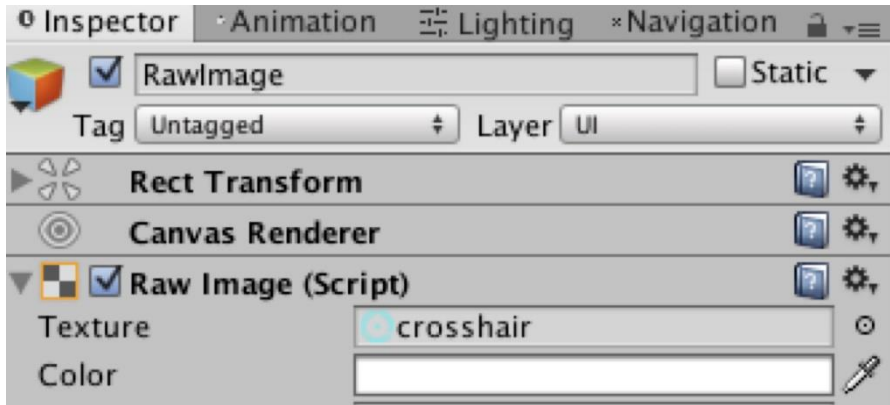 Inspector Animation Lighting Navigation
RawImage Static
Tag Untagged Layer UI
Rect Transform
Canvas Renderer
Raw Image (Script)
Texture crosshair
Color